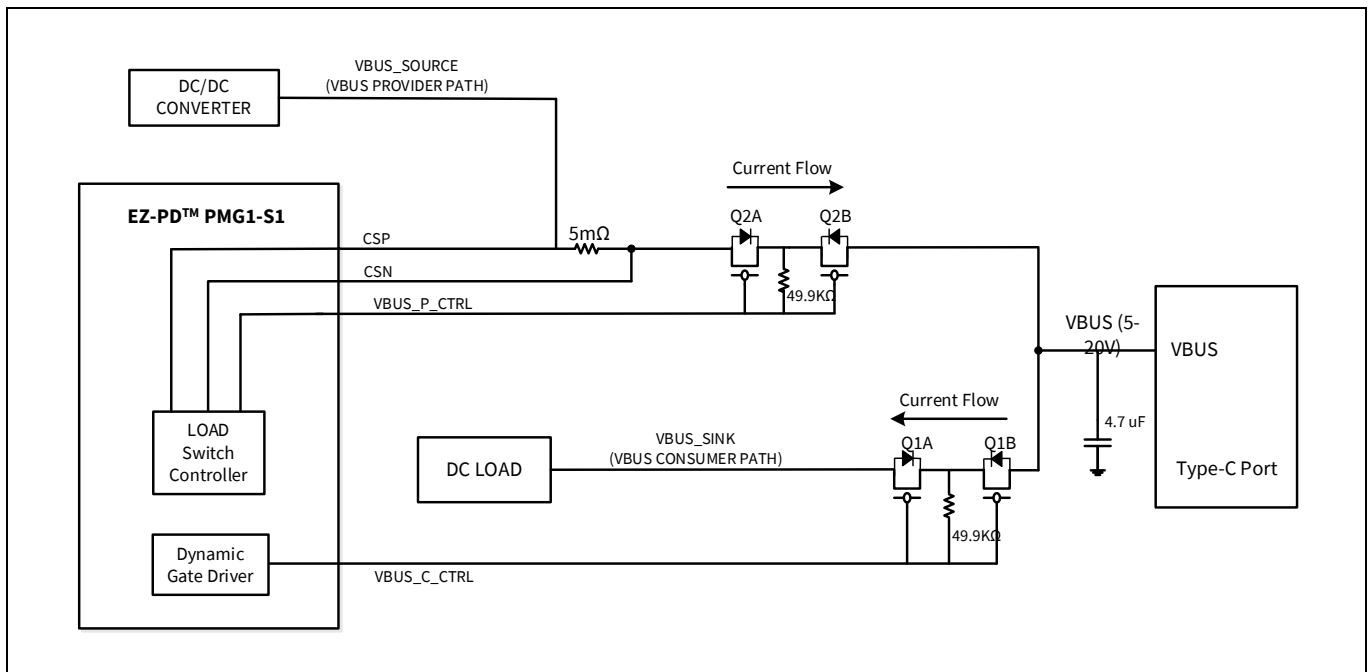 VBUS_SOURCE
(VBUS PROVIDER PATH)
DC/DC
CONVERTER
Current Flow
EZ-PD™ PMG1-S1
Q2A
Q2B
CSP
5mΩ
CSN
49.9KΩ
VBUS_P_CTRL
VBUS (5-
20V)
VBUS
Current Flow
4.7 uF
LOAD
Switch
Controller
DC LOAD
VBUS_SINK
(VBUS CONSUMER PATH)
Q1A
Q1B
Type-C Port
49.9KΩ
Dynamic
Gate Driver
VBUS_C_CTRL